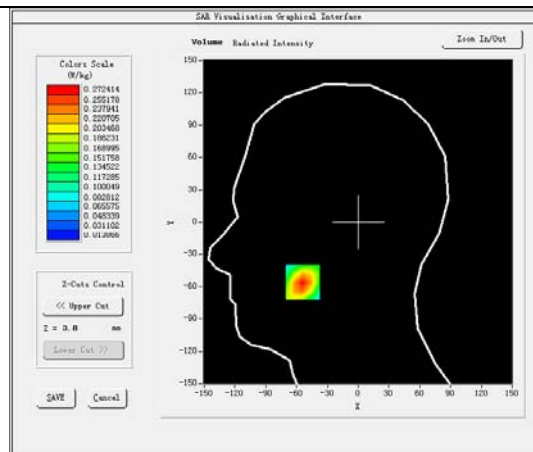 SAR Visualisation Graphical Interface
Volume Radiated Intensity
Zoom In/Out
Colors Scale
(W/kg)
0.272414
0.255178
0.237941
0.220705
0.203468
0.186231
0.168995
0.151758
0.134522
0.117285
0.100049
0.082812
0.065575
0.048339
0.031102
0.013866
Z-Cuts Control
<< Upper Cut
Z = 3.0 mm
Lower Cut >>
SAVE Cancel
150
120
90
60
30
0
-30
-60
-90
-120
-150
Y
-150 -120 -90 -60 -30 0 30 60 90 120 150
X